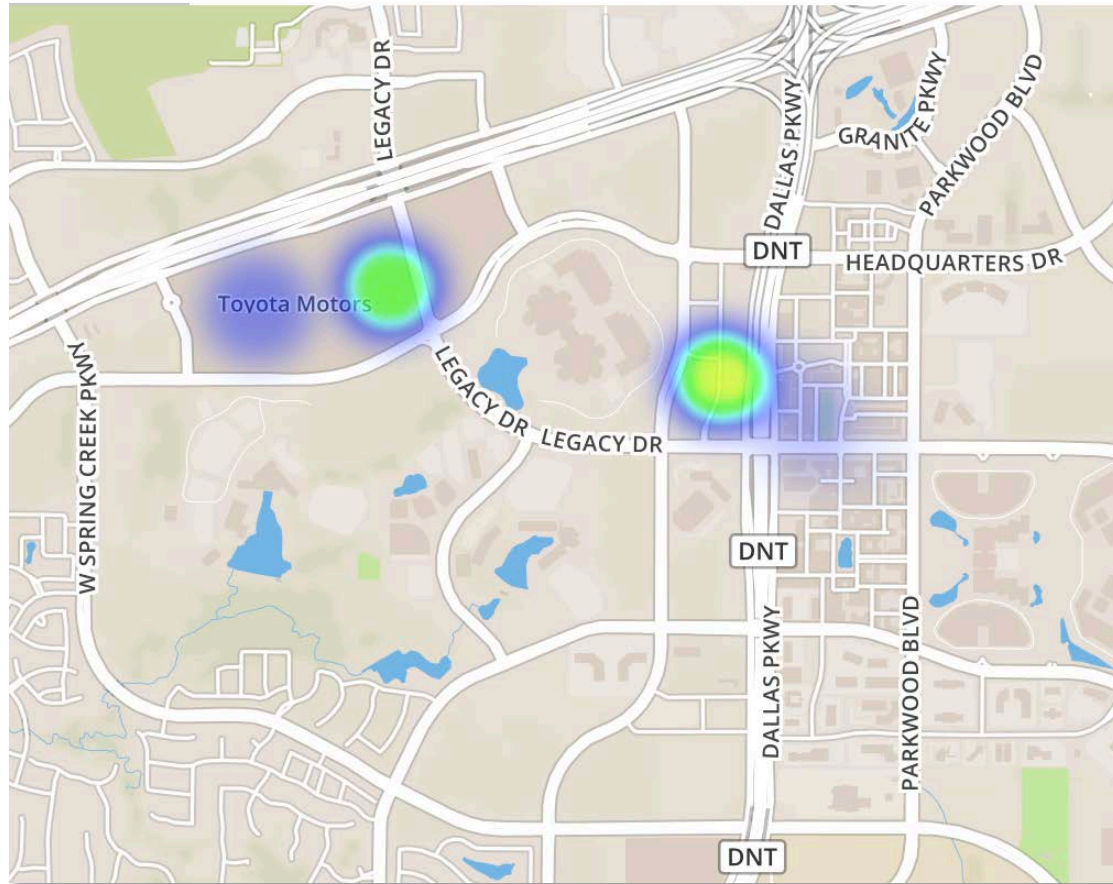 LEGACY DR
DALLAS PKWY
GRANITE PKWY
PARKWOOD BLVD
DNT
HEADQUARTERS DR
Toyota Motors
W SPRING CREEK PKWY
LEGACY DR
LEGACY DR
DNT
DALLAS PKWY
PARKWOOD BLVD
DNT